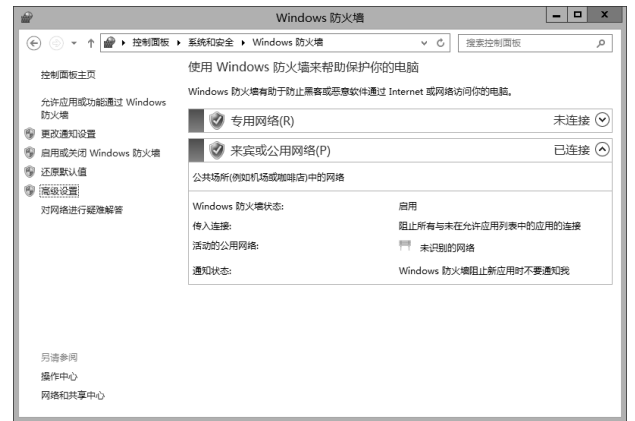 Windows 防火墙
控制面板 系统和安全 Windows 防火墙
搜索控制面板
控制面板主页
允许应用或功能通过 Windows
防火墙
更改通知设置
启用或关闭 Windows 防火墙
还原默认值
高级设置
对网络进行疑难解答
另请参阅
操作中心
网络和共享中心
使用 Windows 防火墙来帮助保护你的电脑
Windows 防火墙有助于防止黑客或恶意软件通过 Internet 或网络访问你的电脑。
专用网络(R) 未连接
来宾或公用网络(P) 已连接
公共场所(例如机场或咖啡店)中的网络
Windows 防火墙状态: 启用
传入连接: 阻止所有与未在允许应用列表中的应用的连接
活动的公用网络: 未识别的网络
通知状态: Windows 防火墙阻止新应用时不要通知我